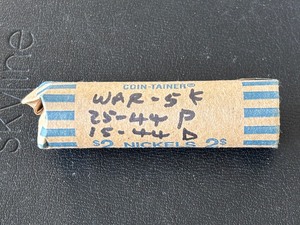 skyline
COIN-TAINER®
WAR-5¢
25-44 P
15-44 D
$2 NICKELS 2$